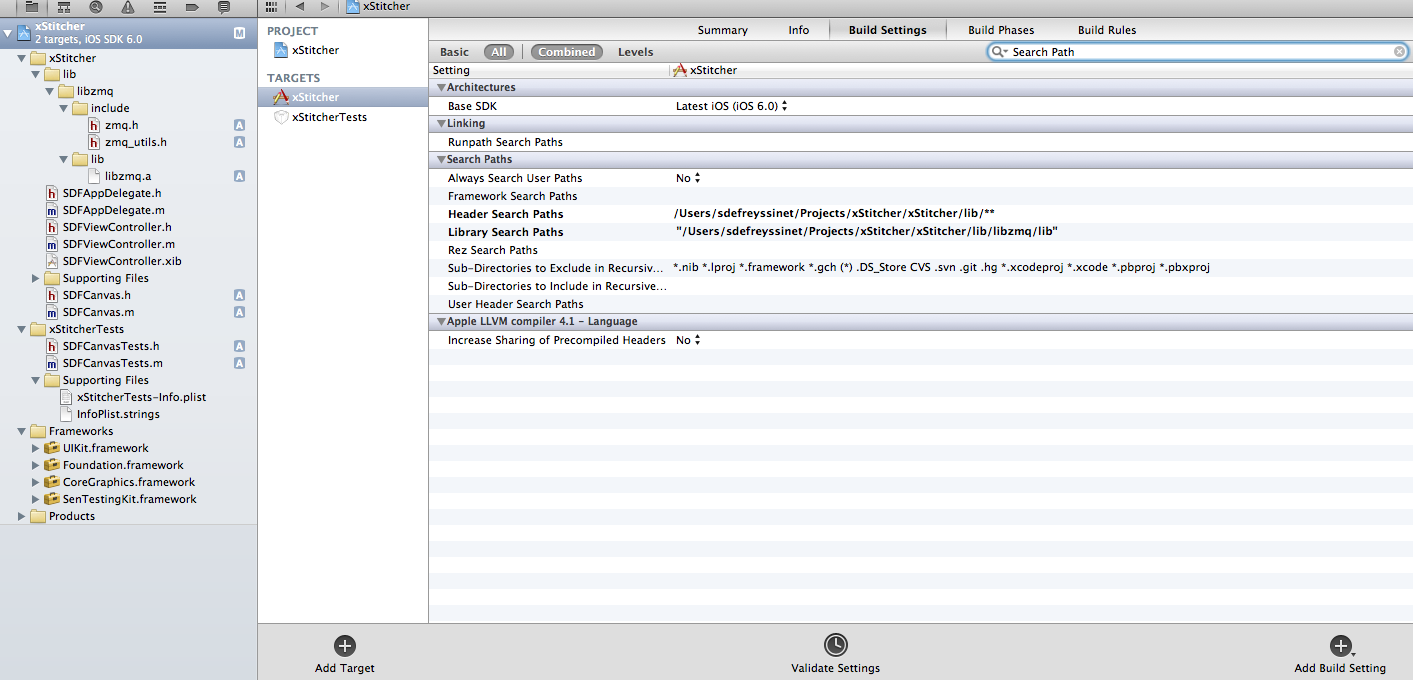 xStitcher
xStitcher
2 targets, iOS SDK 6.0
M
xStitcher
lib
libzmq
include
zmq.h
A
zmq_utils.h
A
lib
libzmq.a
A
SDFAppDelegate.h
SDFAppDelegate.m
SDFViewController.h
SDFViewController.m
SDFViewController.xib
Supporting Files
SDFCanvas.h
A
SDFCanvas.m
A
xStitcherTests
SDFCanvasTests.h
A
SDFCanvasTests.m
A
Supporting Files
xStitcherTests-Info.plist
InfoPlist.strings
Frameworks
UIKit.framework
Foundation.framework
CoreGraphics.framework
SenTestingKit.framework
Products
PROJECT
xStitcher
TARGETS
xStitcher
xStitcherTests
Summary Info Build Settings Build Phases Build Rules
Basic All Combined Levels Search Path
Setting xStitcher
Architectures
Base SDK Latest iOS (iOS 6.0)
Linking
Runpath Search Paths
Search Paths
Always Search User Paths No
Framework Search Paths
Header Search Paths /Users/sdefreyssinet/Projects/xStitcher/xStitcher/lib/**
Library Search Paths "/Users/sdefreyssinet/Projects/xStitcher/xStitcher/lib/libzmq/lib"
Rez Search Paths
Sub-Directories to Exclude in Recursiv... *.nib *.lproj *.framework *.gch (*) .DS_Store CVS .svn .git .hg *.xcodeproj *.xcode *.pbproj *.pbxproj
Sub-Directories to Include in Recursive...
User Header Search Paths
Apple LLVM compiler 4.1 - Language
Increase Sharing of Precompiled Headers No
Add Target Validate Settings Add Build Setting